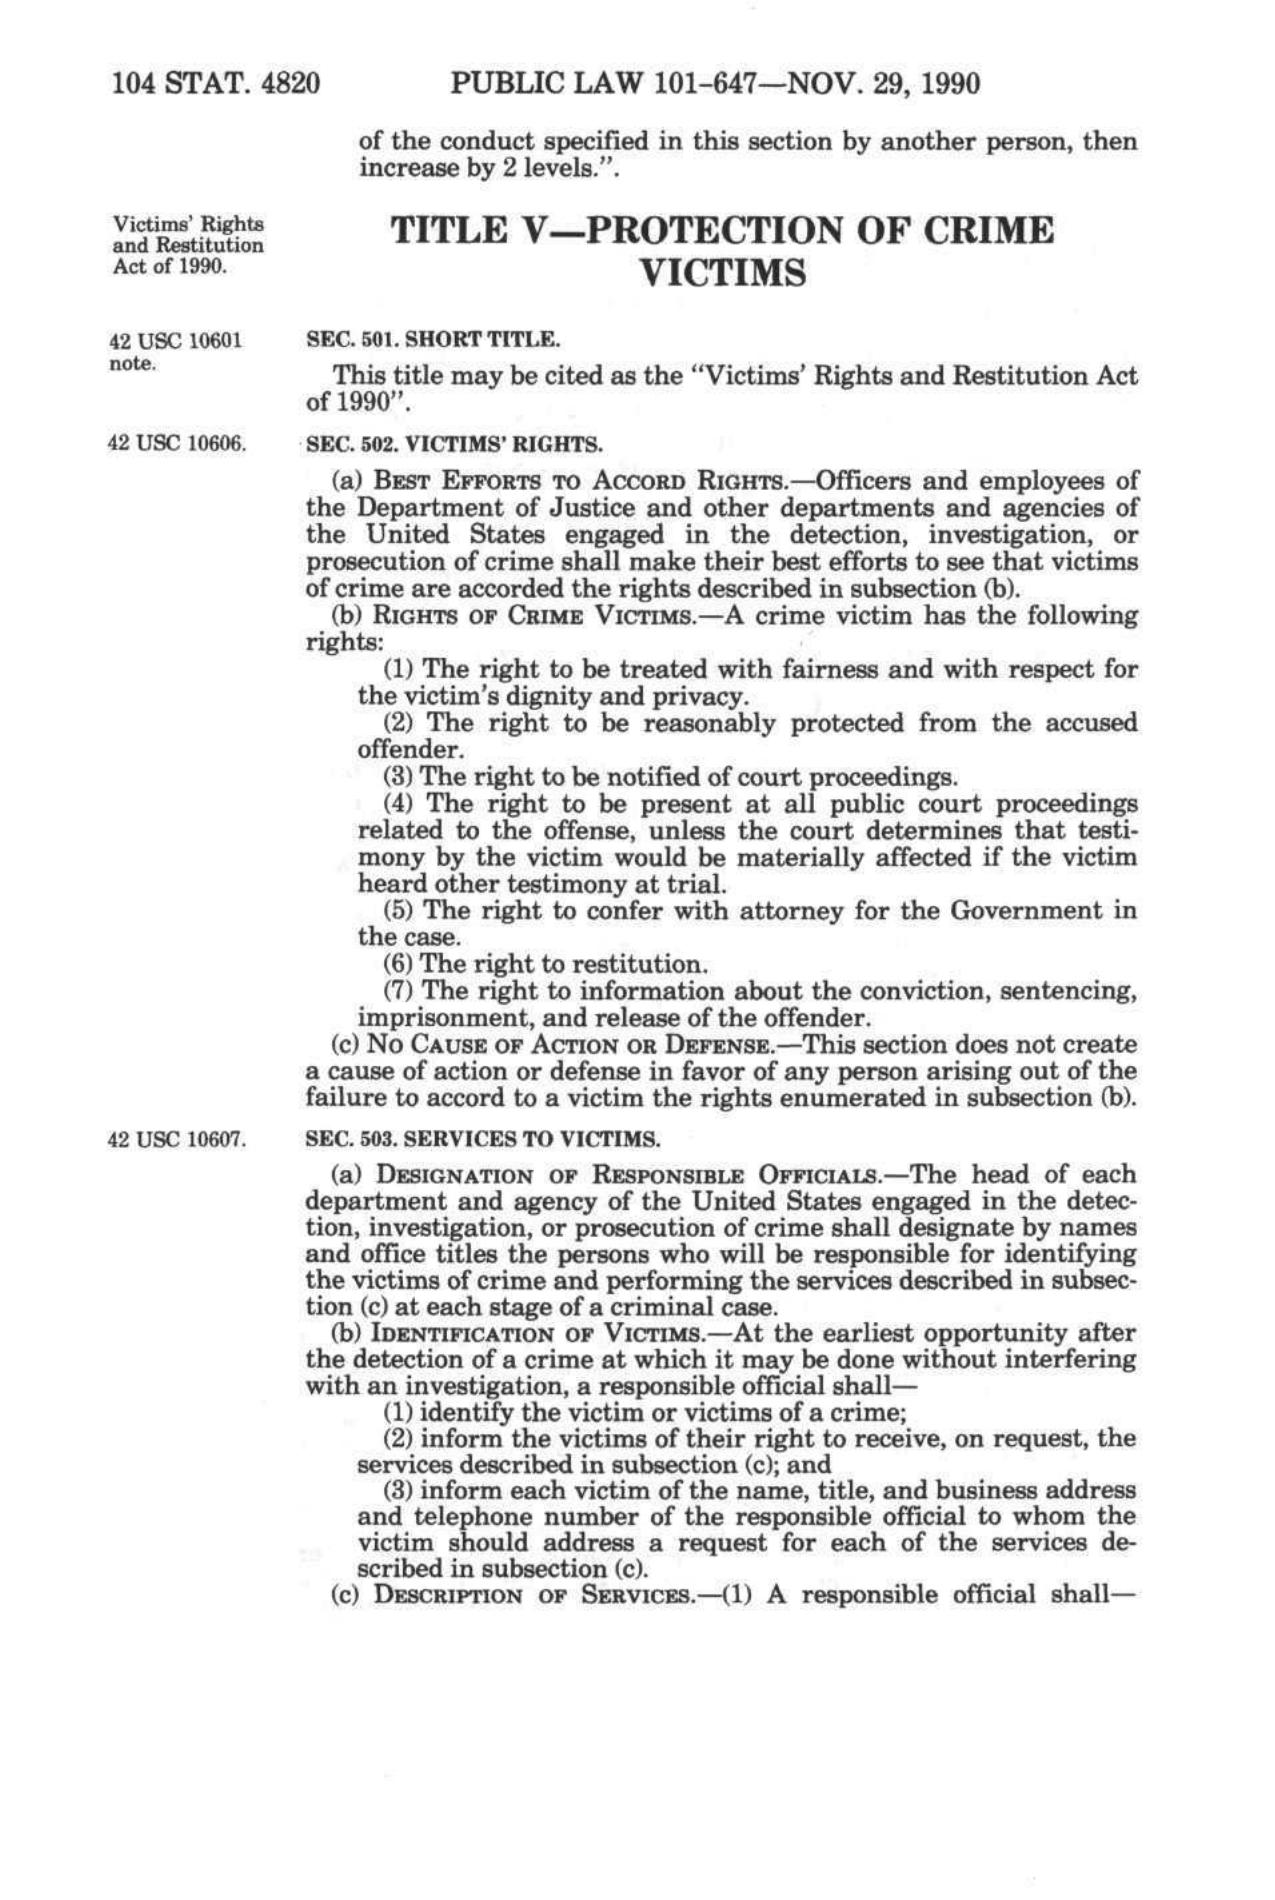 104 STAT. 4820 PUBLIC LAW 101–647—NOV. 29, 1990
of the conduct specified in this section by another person, then
increase by 2 levels.”.
Victims’ Rights
and Restitution
Act of 1990.
TITLE V—PROTECTION OF CRIME
VICTIMS
42 USC 10601
note.
SEC. 501. SHORT TITLE.
This title may be cited as the “Victims’ Rights and Restitution Act
of 1990”.
42 USC 10606.
SEC. 502. VICTIMS’ RIGHTS.
(a) BEST EFFORTS TO ACCORD RIGHTS.—Officers and employees of
the Department of Justice and other departments and agencies of
the United States engaged in the detection, investigation, or
prosecution of crime shall make their best efforts to see that victims
of crime are accorded the rights described in subsection (b).
(b) RIGHTS OF CRIME VICTIMS.—A crime victim has the following
rights:
(1) The right to be treated with fairness and with respect for
the victim’s dignity and privacy.
(2) The right to be reasonably protected from the accused
offender.
(3) The right to be notified of court proceedings.
(4) The right to be present at all public court proceedings
related to the offense, unless the court determines that testi-
mony by the victim would be materially affected if the victim
heard other testimony at trial.
(5) The right to confer with attorney for the Government in
the case.
(6) The right to restitution.
(7) The right to information about the conviction, sentencing,
imprisonment, and release of the offender.
(c) NO CAUSE OF ACTION OR DEFENSE.—This section does not create
a cause of action or defense in favor of any person arising out of the
failure to accord to a victim the rights enumerated in subsection (b).
42 USC 10607.
SEC. 503. SERVICES TO VICTIMS.
(a) DESIGNATION OF RESPONSIBLE OFFICIALS.—The head of each
department and agency of the United States engaged in the detec-
tion, investigation, or prosecution of crime shall designate by names
and office titles the persons who will be responsible for identifying
the victims of crime and performing the services described in subsec-
tion (c) at each stage of a criminal case.
(b) IDENTIFICATION OF VICTIMS.—At the earliest opportunity after
the detection of a crime at which it may be done without interfering
with an investigation, a responsible official shall—
(1) identify the victim or victims of a crime;
(2) inform the victims of their right to receive, on request, the
services described in subsection (c); and
(3) inform each victim of the name, title, and business address
and telephone number of the responsible official to whom the
victim should address a request for each of the services de-
scribed in subsection (c).
(c) DESCRIPTION OF SERVICES.—(1) A responsible official shall—